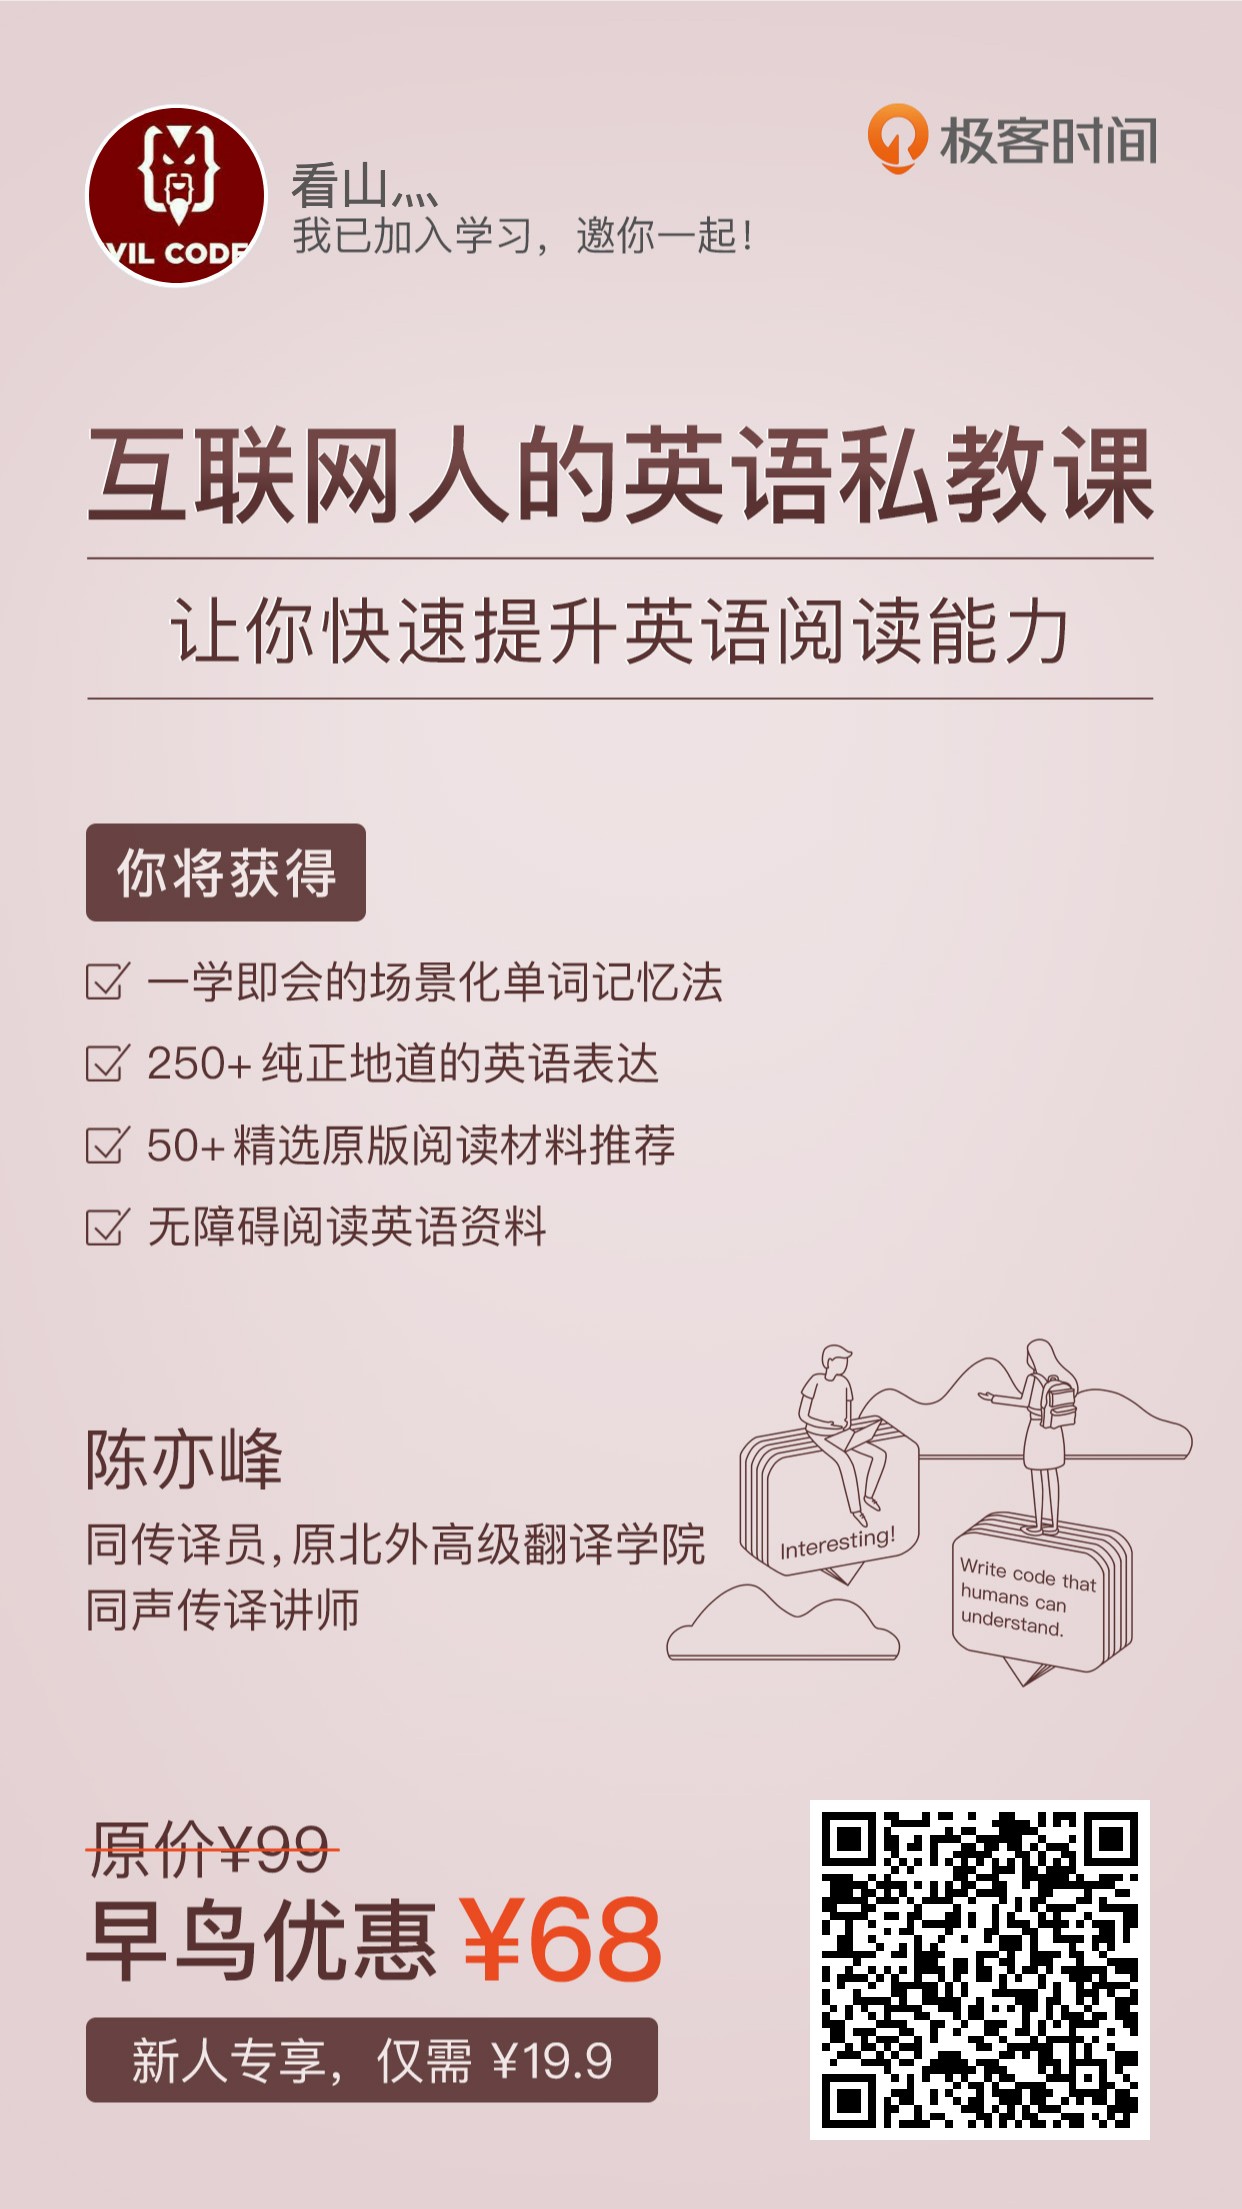 极客时间
看山灬
我已加入学习，邀你一起！
VIL CODE
互联网人的英语私教课
让你快速提升英语阅读能力
你将获得
一学即会的场景化单词记忆法
250+纯正地道的英语表达
50+精选原版阅读材料推荐
无障碍阅读英语资料
陈亦峰
同传译员,原北外高级翻译学院
同声传译讲师
Interesting!
Write code that
humans can
understand.
原价¥99
早鸟优惠 ¥68
新人专享，仅需 ¥19.9